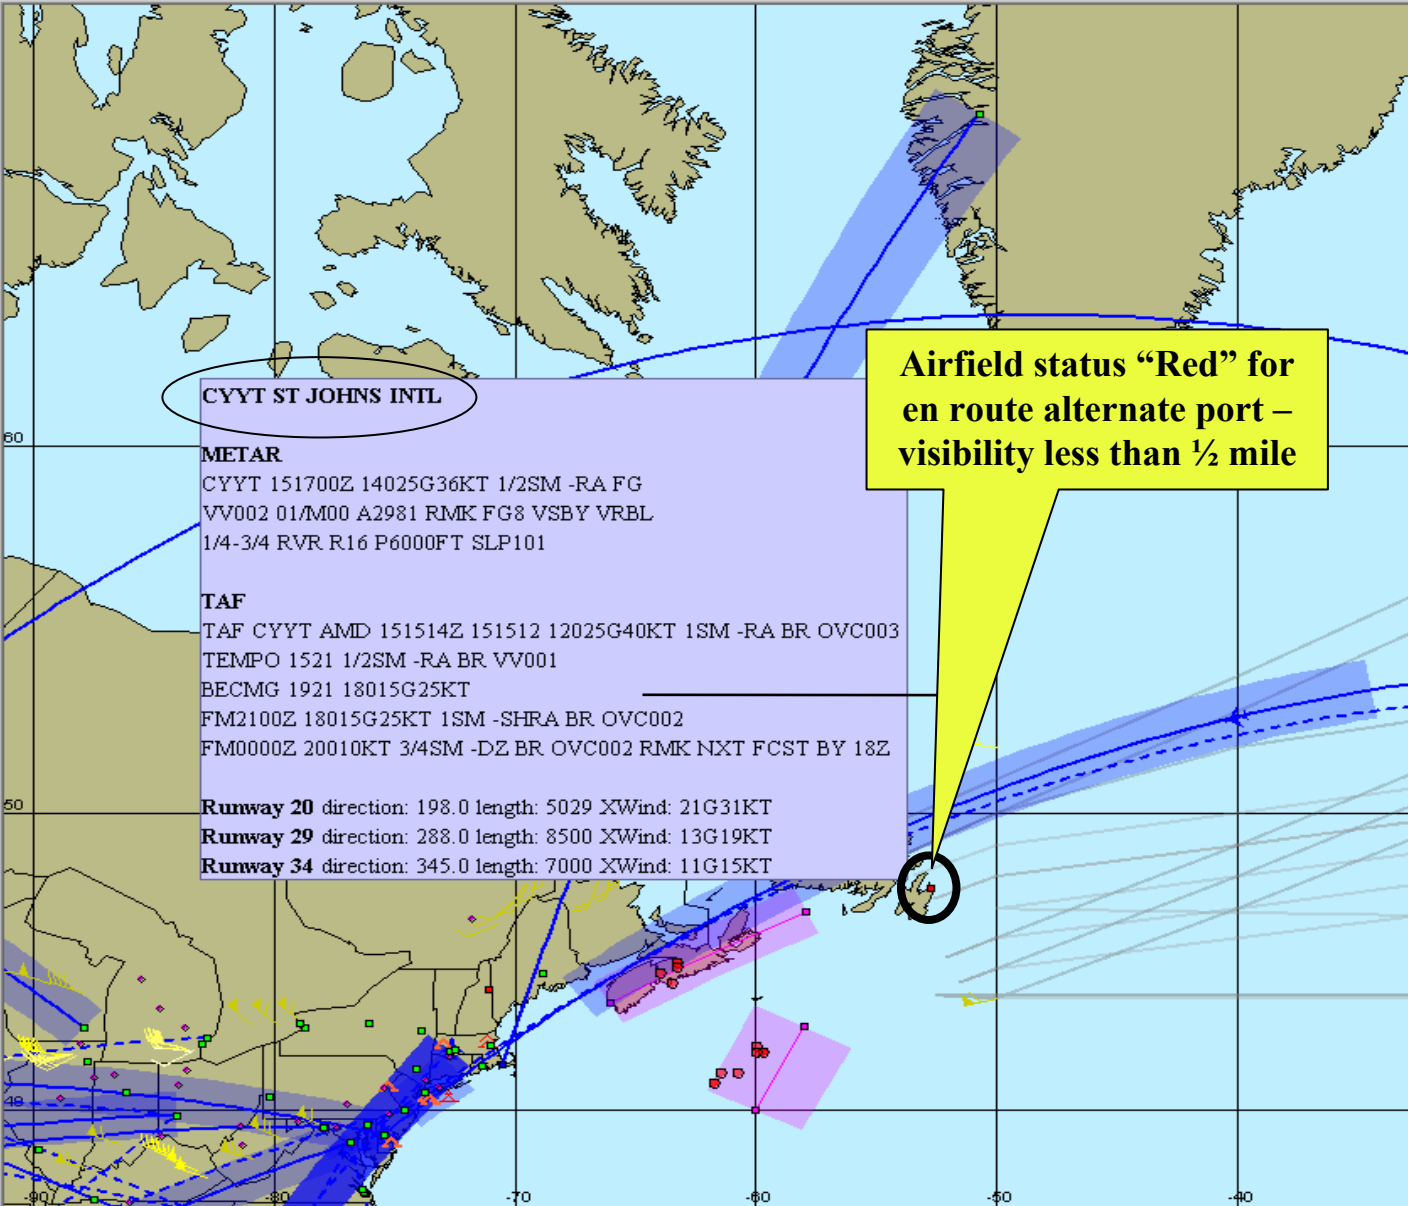 Airfield status “Red” for
en route alternate port –
visibility less than ½ mile
CYYT ST JOHNS INTL
METAR
CYYT 151700Z 14025G36KT 1/2SM -RA FG
VV002 01/M00 A2981 RMK FG8 VSBY VRBL
1/4-3/4 RVR R16 P6000FT SLP101
TAF
TAF CYYT AMD 151514Z 151512 12025G40KT 1SM -RA BR OVC003
TEMPO 1521 1/2SM -RA BR VV001
BECMG 1921 18015G25KT
FM2100Z 18015G25KT 1SM -SHRA BR OVC002
FM0000Z 20010KT 3/4SM -DZ BR OVC002 RMK NXT FCST BY 18Z
Runway 20 direction: 198.0 length: 5029 XWind: 21G31KT
Runway 29 direction: 288.0 length: 8500 XWind: 13G19KT
Runway 34 direction: 345.0 length: 7000 XWind: 11G15KT
60
50
40
-90 -80 -70 -60 -50 -40